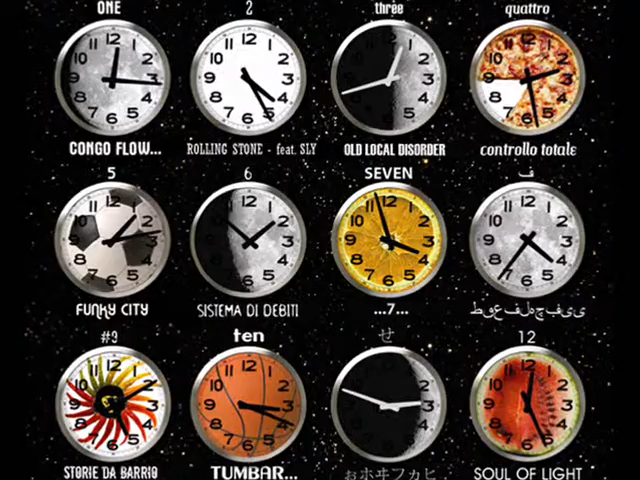 ONE
2
three
quattro
CONGO FLOW...
ROLLING STONE - feat. SLY
OLD LOCAL DISORDER
controllo totale
5
6
SEVEN
ف
FUNKY CITY
SISTEMA DI DEBITI
...7...
#9
ten
せ
12
STORIE DA BARRIO
TUMBAR...
SOUL OF LIGHT